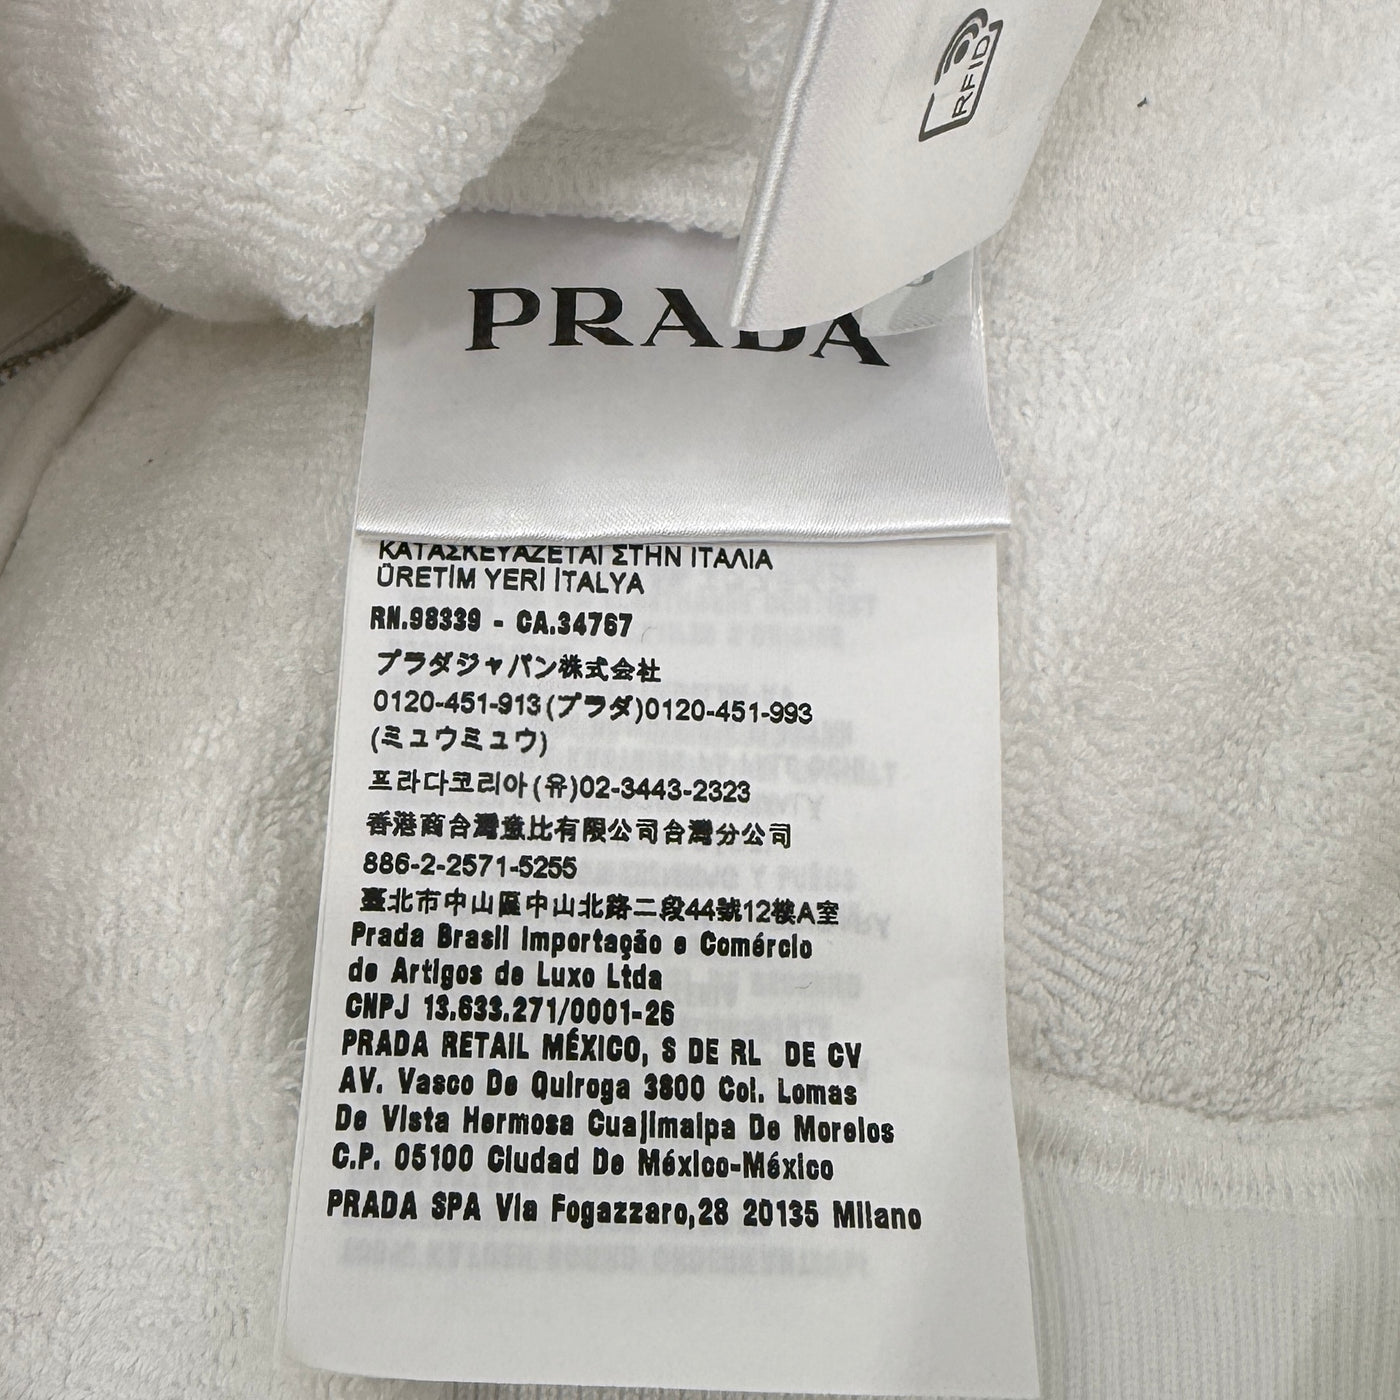 RFID
PRADA
ΚΑΤΑΣΚΕΥΑΖΕΤΑΙ ΣΤΗΝ ΙΤΑΛΙΑ
ÜRETİM YERİ İTALYA
RN.98339 - CA.34767
プラダジャパン株式会社
0120-451-913(プラダ)0120-451-993
(ミュウミュウ)
프라다코리아(유)02-3443-2323
香港商台灣意比有限公司台灣分公司
886-2-2571-5255
臺北市中山區中山北路二段44號12樓A室
Prada Brasil Importação e Comércio
de Artigos de Luxo Ltda
CNPJ 13.633.271/0001-26
PRADA RETAIL MÉXICO, S DE RL DE CV
AV. Vasco De Quiroga 3800 Col. Lomas
De Vista Hermosa Cuajimalpa De Morelos
C.P. 05100 Ciudad De México-México
PRADA SPA Via Fogazzaro,28 20135 Milano